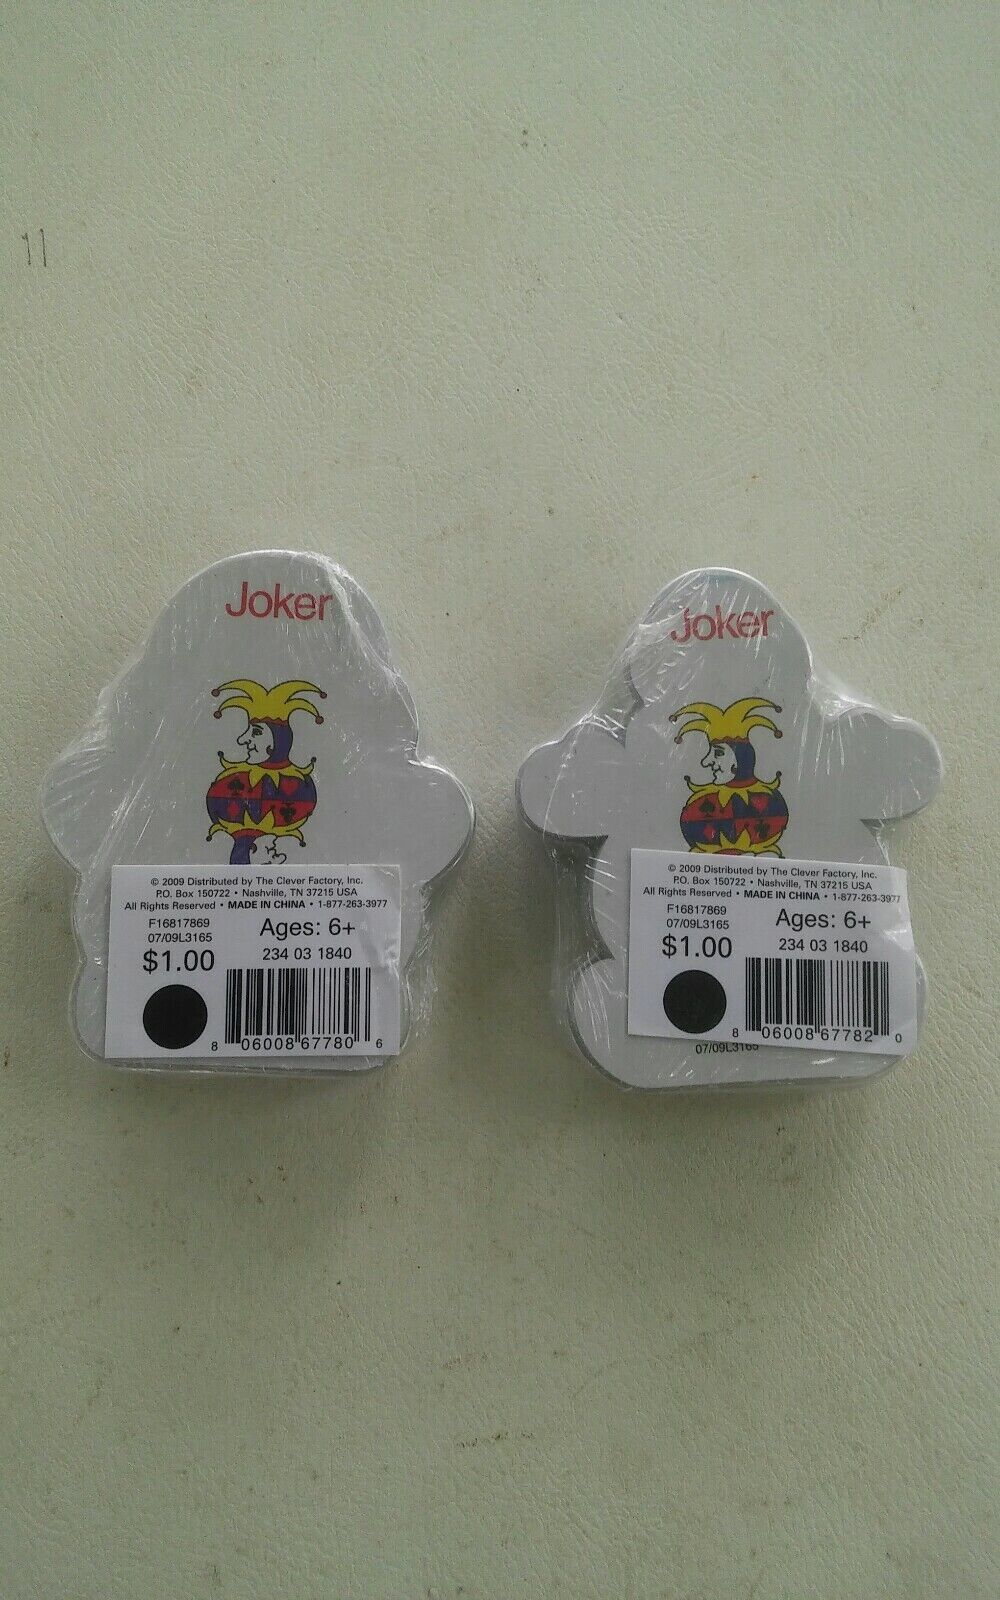 Joker
© 2009 Distributed by The Clever Factory, Inc.
P.O. Box 150722 • Nashville, TN 37215 USA
All Rights Reserved • MADE IN CHINA • 1-877-263-3977
F16817869
07/09L3165
Ages: 6+
$1.00
234 03 1840
8 06008 67780 6
Joker
© 2009 Distributed by The Clever Factory, Inc.
P.O. Box 150722 • Nashville, TN 37215 USA
All Rights Reserved • MADE IN CHINA • 1-877-263-3977
F16817869
07/09L3165
Ages: 6+
$1.00
234 03 1840
8 06008 67782 0
07/09L3165